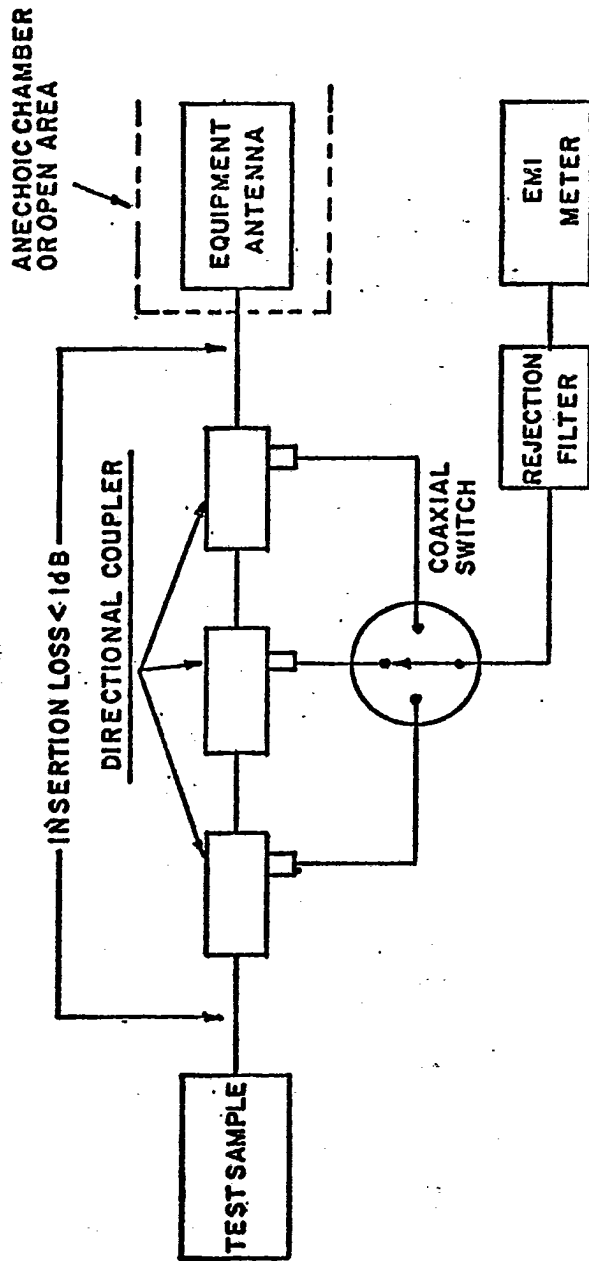 INSERTION LOSS < 1dB
ANECHOIC CHAMBER
OR OPEN AREA
DIRECTIONAL COUPLER
TEST SAMPLE
EQUIPMENT
ANTENNA
COAXIAL
SWITCH
REJECTION
FILTER
EMI
METER